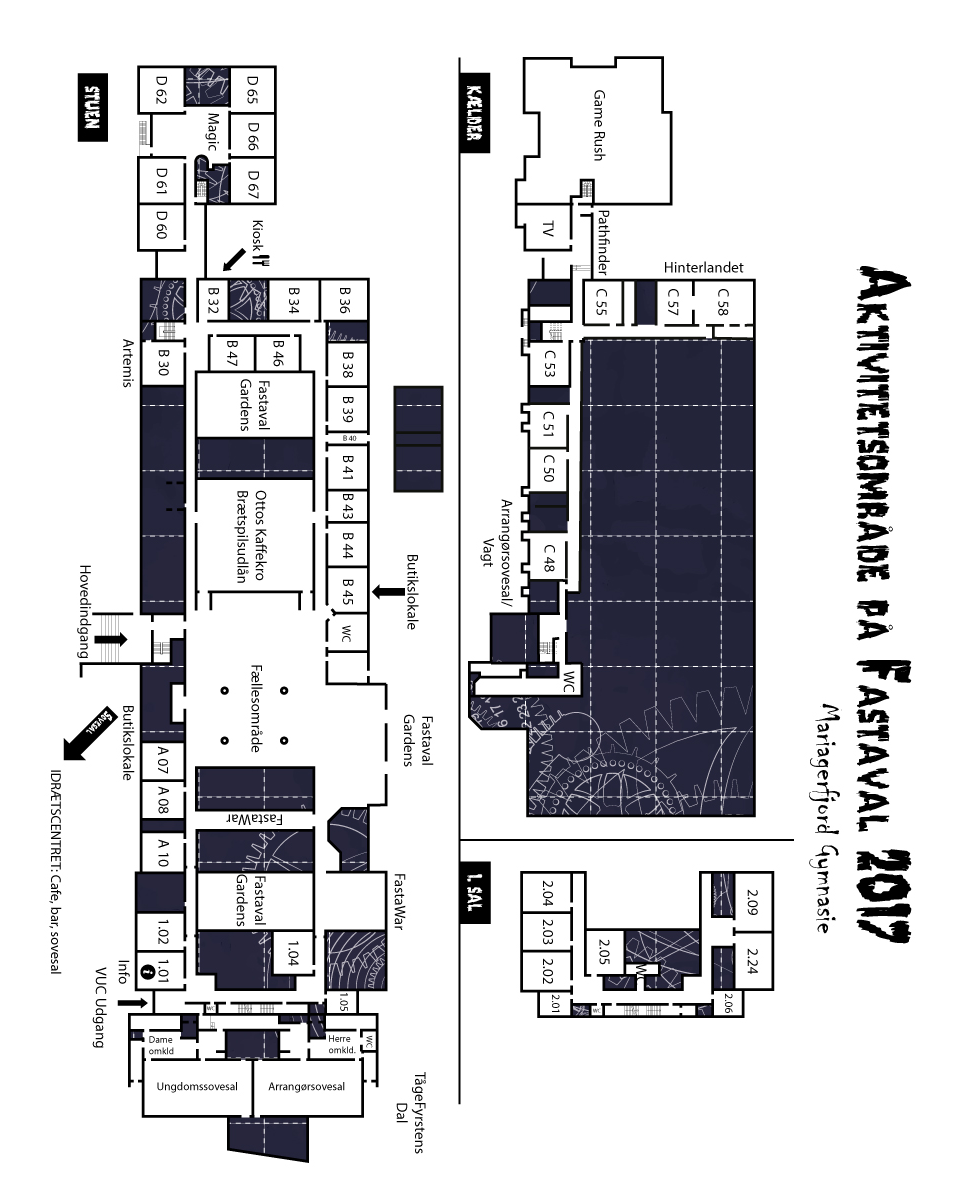 AKTIVITETSOMRÅDE PÅ FASTAVAL 2017
Mariagerfjord Gymnasie
KÆLDER
Game Rush
TV
Pathfinder
Hinterlandet
C 55
C 57
C 58
C 53
C 51
C 50
C 48
Arrangørsovesal/
Vagt
WC
1. SAL
2.04
2.03
2.02
2.01
2.05
WC
WC
2.09
2.24
2.06
STUEN
D 62
D 65
D 66
D 67
Magic
D 61
D 60
Kiosk
B 32
B 34
B 36
B 30
Artemis
B 47
B 46
B 38
B 39
B 40
B 41
B 43
B 44
B 45
WC
Butikslokale
Fastaval
Gardens
Ottos Kaffekro
Brætspilsudlån
Hovedindgang
Fællesområde
Fastaval
Gardens
Butikslokale
SOVESAL
IDRÆTSCENTRET: Cafe, bar, sovesal
A 07
A 08
A 10
FastaWar
Fastaval
Gardens
FastaWar
1.02
1.01
Info
1.04
1.05
VUC Udgang
WC
WC
Dame
omkld
Herre
omkld.
Ungdomssovesal
Arrangørsovesal
TågeFyrstens
Dal